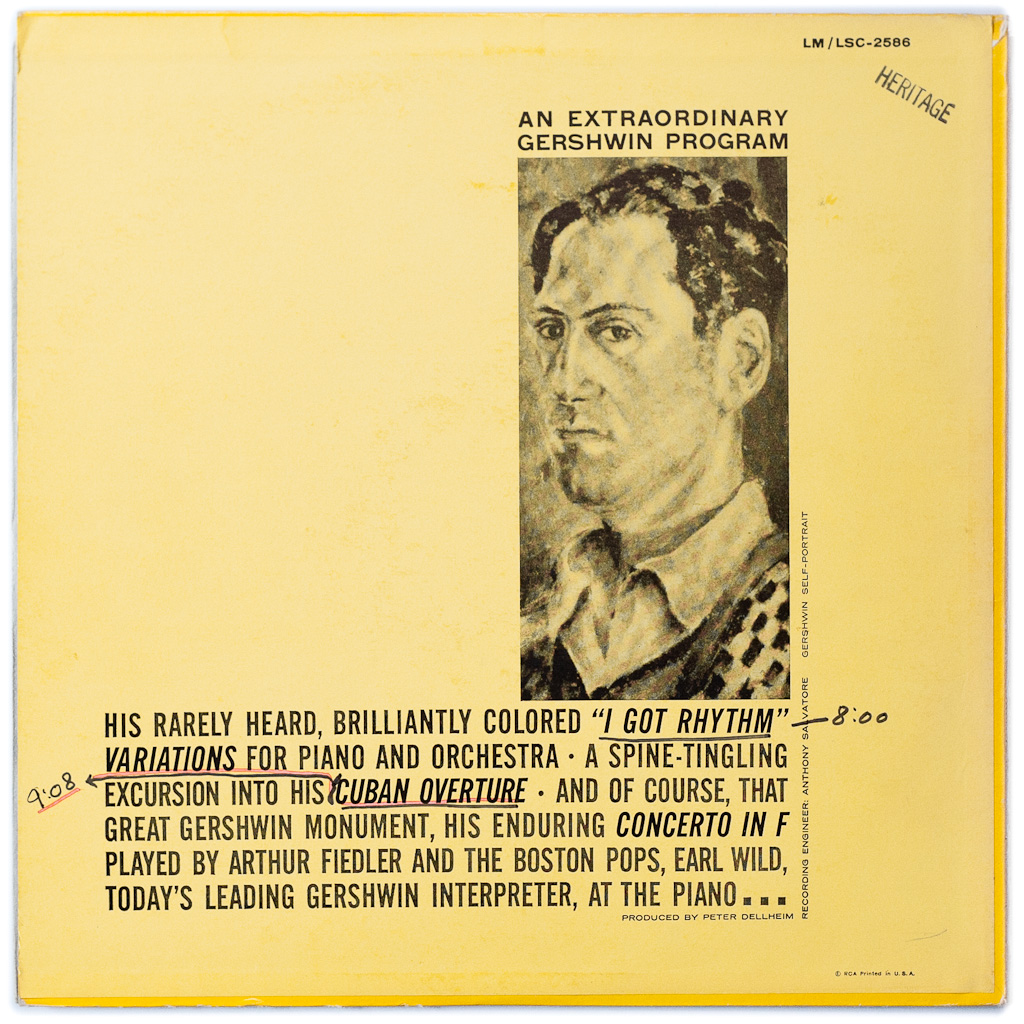 LM/LSC-2586
HERITAGE
AN EXTRAORDINARY
GERSHWIN PROGRAM
HIS RARELY HEARD, BRILLIANTLY COLORED “I GOT RHYTHM” — 8:00
VARIATIONS FOR PIANO AND ORCHESTRA · A SPINE-TINGLING
9:08
EXCURSION INTO HIS CUBAN OVERTURE · AND OF COURSE, THAT
GREAT GERSHWIN MONUMENT, HIS ENDURING CONCERTO IN F
PLAYED BY ARTHUR FIEDLER AND THE BOSTON POPS, EARL WILD,
TODAY'S LEADING GERSHWIN INTERPRETER, AT THE PIANO...
PRODUCED BY PETER DELLHEIM
RECORDING ENGINEER: ANTHONY SALVATORE GERSHWIN SELF-PORTRAIT
© RCA Printed in U.S.A.